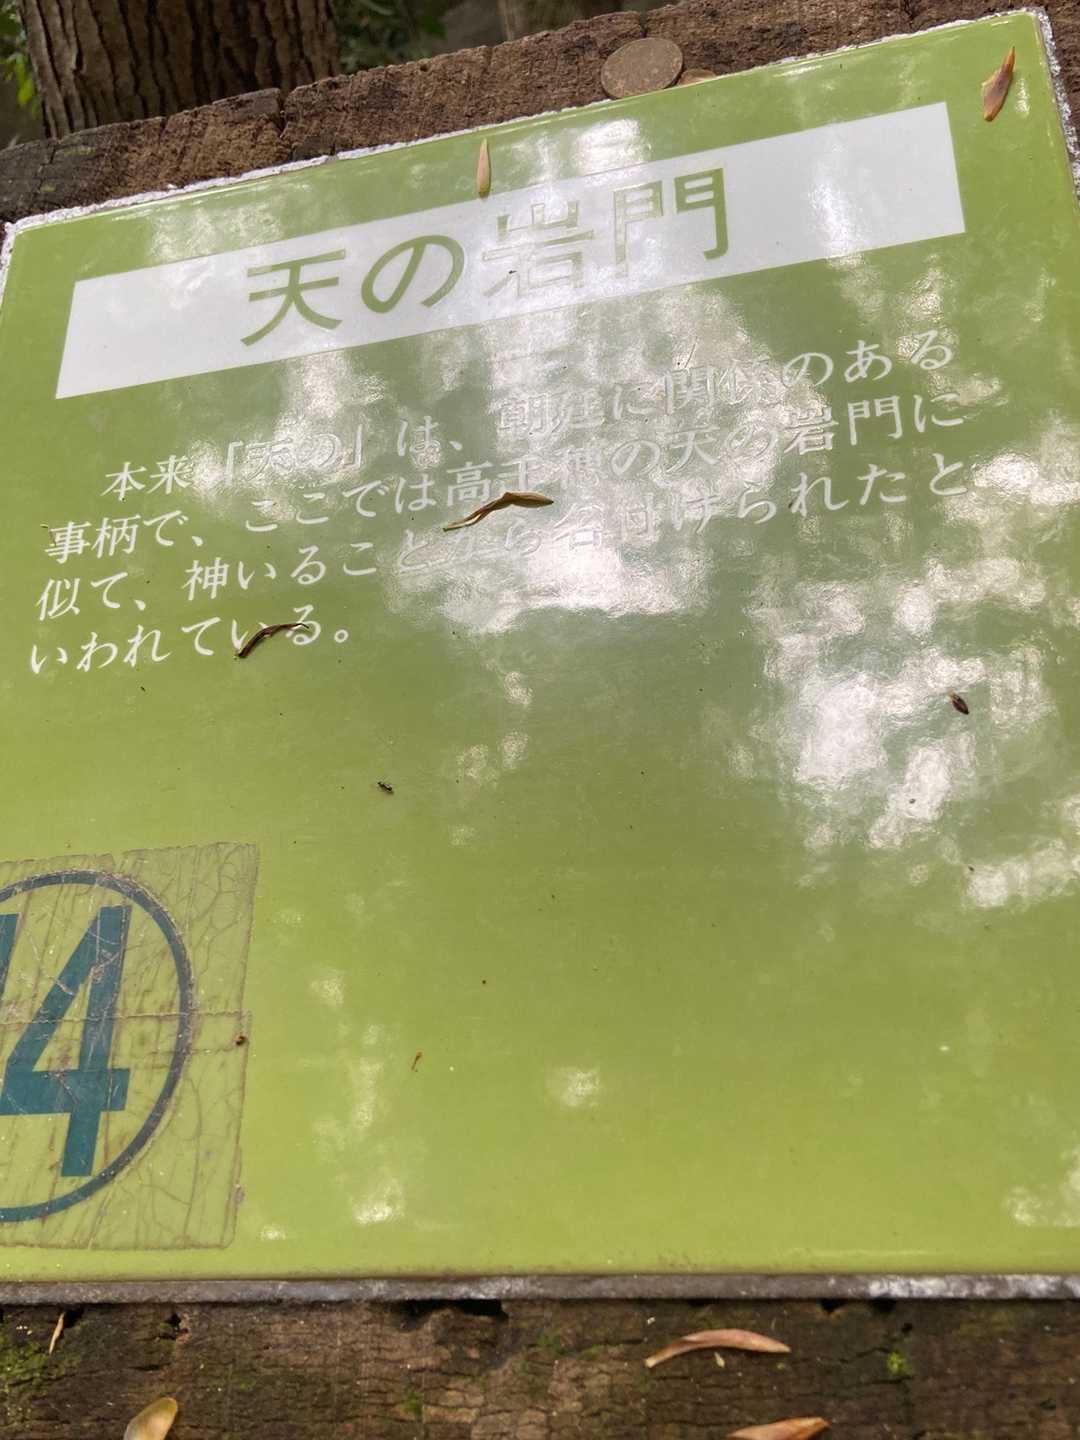 天の岩門
本来「天の」は、朝廷に関係のある
事柄で、ここでは高千穂の天の岩門に
似て、神いることから名付けられたと
いわれている。
14